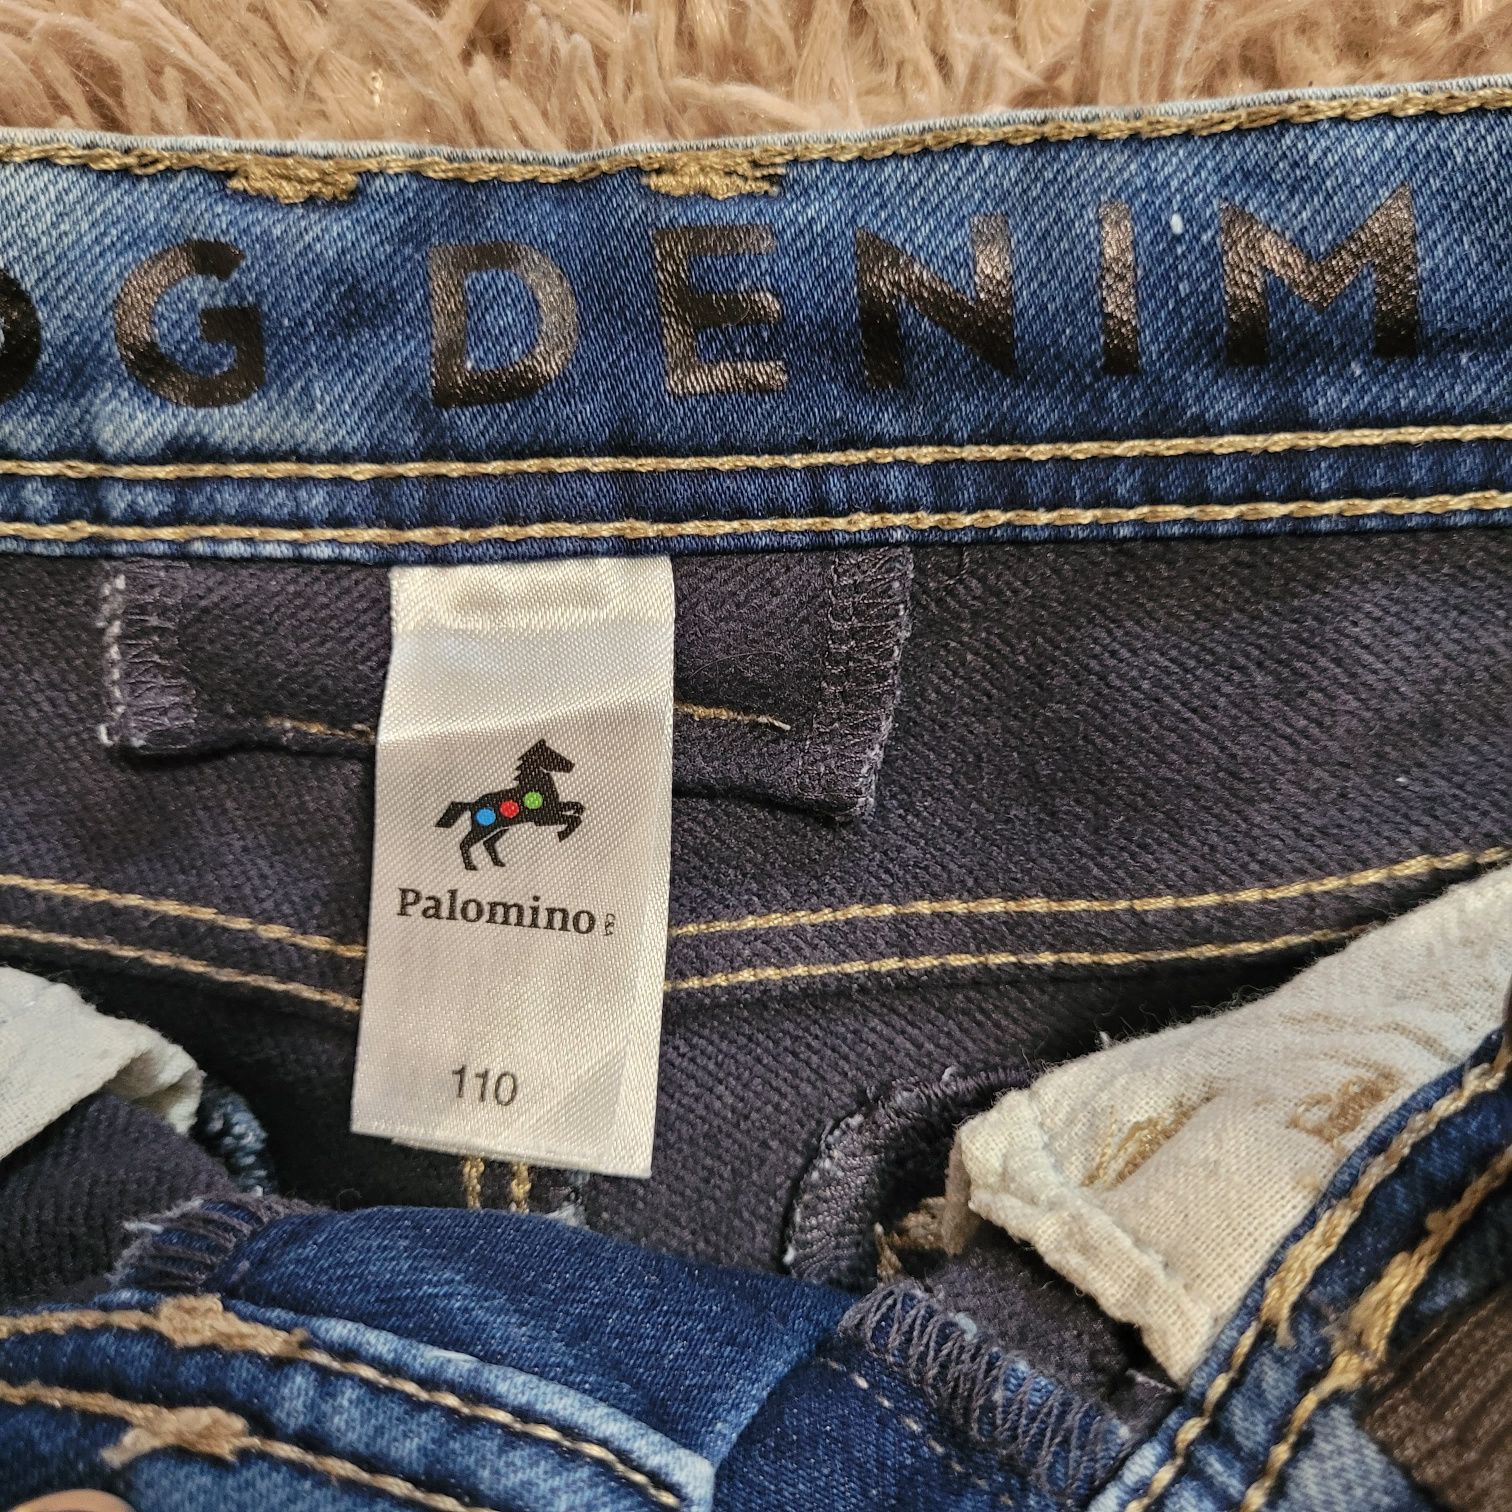 OG DENIM
Palomino
110